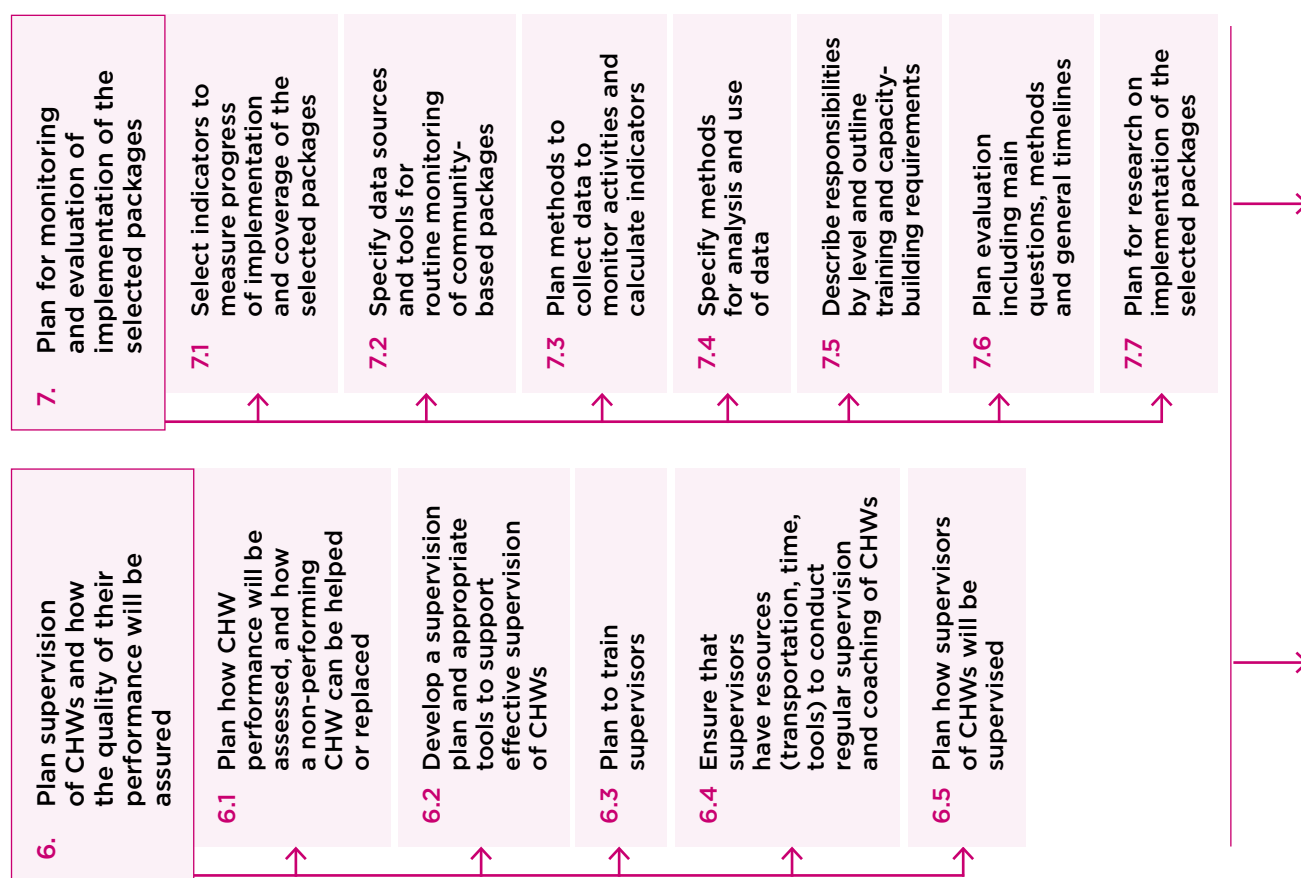 6. Plan supervision
of CHWs and how
the quality of their
performance will be
assured
6.1 Plan how CHW
performance will be
assessed, and how
a non-performing
CHW can be helped
or replaced
6.2 Develop a supervision
plan and appropriate
tools to support
effective supervision
of CHWs
6.3 Plan to train
supervisors
6.4 Ensure that
supervisors
have resources
(transportation, time,
tools) to conduct
regular supervision
and coaching of CHWs
6.5 Plan how supervisors
of CHWs will be
supervised
7. Plan for monitoring
and evaluation of
implementation of the
selected packages
7.1 Select indicators to
measure progress
of implementation
and coverage of the
selected packages
7.2 Specify data sources
and tools for
routine monitoring
of community-
based packages
7.3 Plan methods to
collect data to
monitor activities and
calculate indicators
7.4 Specify methods
for analysis and use
of data
7.5 Describe responsibilities
by level and outline
training and capacity-
building requirements
7.6 Plan evaluation
including main
questions, methods
and general timelines
7.7 Plan for research on
implementation of the
selected packages